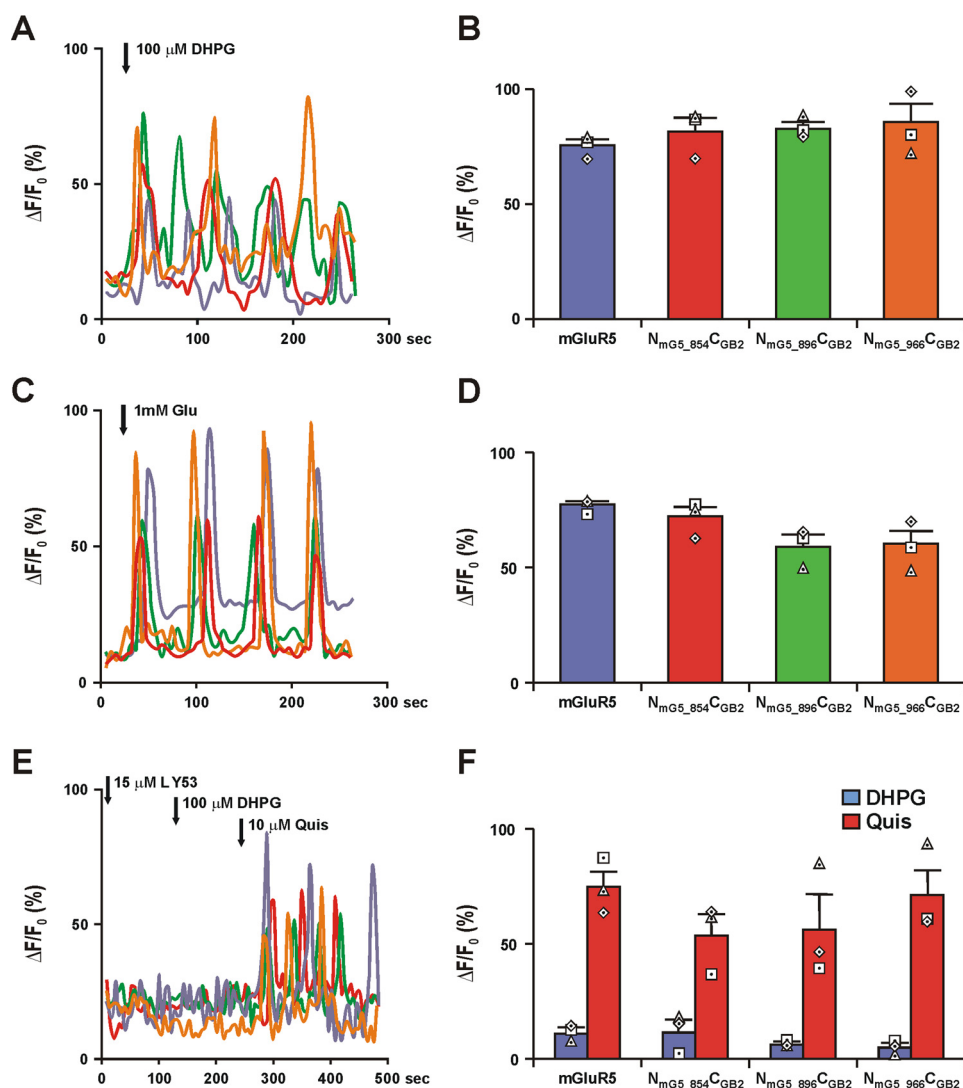 A
100 μM DHPG
100
50
0
ΔF/F0 (%)
0 100 200 300 sec
B
100
50
0
ΔF/F0 (%)
mGluR5 NmG5_854CGB2 NmG5_896CGB2 NmG5_966CGB2
C
1mM Glu
100
50
0
ΔF/F0 (%)
0 100 200 300 sec
D
100
50
0
ΔF/F0 (%)
mGluR5 NmG5_854CGB2 NmG5_896CGB2 NmG5_966CGB2
E
15 μM LY53
100 μM DHPG
10 μM Quis
100
50
0
ΔF/F0 (%)
0 100 200 300 400 500 sec
F
DHPG
Quis
100
50
0
ΔF/F0 (%)
mGluR5 NmG5_854CGB2 NmG5_896CGB2 NmG5_966CGB2